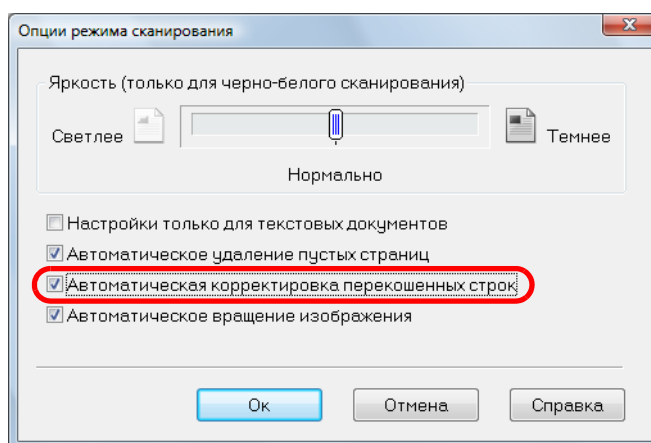 Опции режима сканирования
Яркость (только для черно-белого сканирования)
Светлее
Темнее
Нормально
Настройки только для текстовых документов
Автоматическое удаление пустых страниц
Автоматическая корректировка перекошенных строк
Автоматическое вращение изображения
Ок
Отмена
Справка